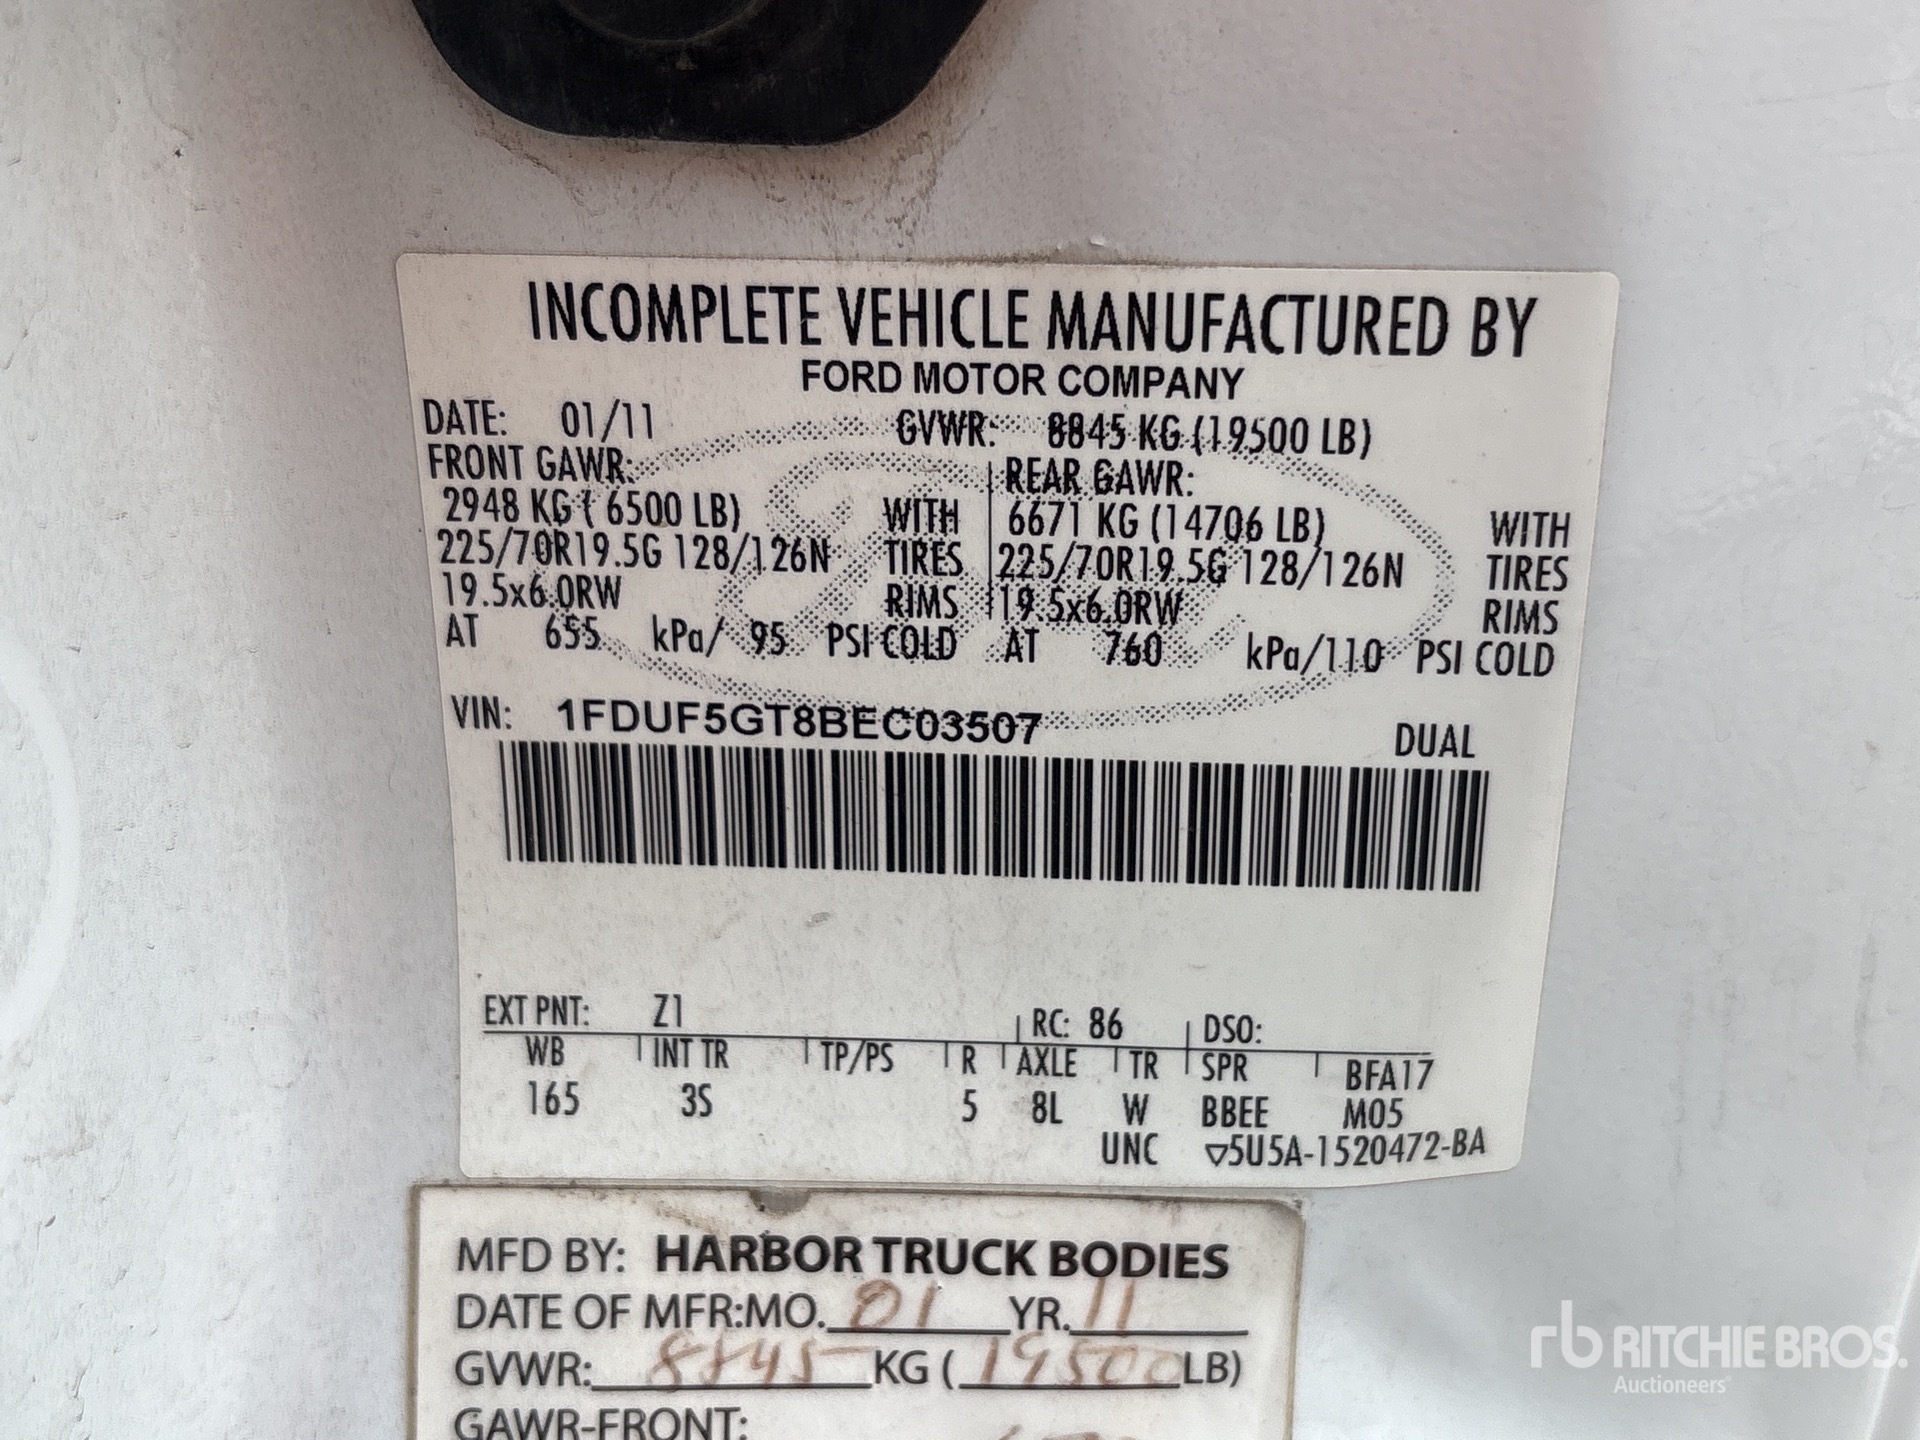 INCOMPLETE VEHICLE MANUFACTURED BY
FORD MOTOR COMPANY
DATE: 01/11 GVWR: 8845 KG (19500 LB)
FRONT GAWR: REAR GAWR:
2948 KG ( 6500 LB) WITH 6671 KG (14706 LB) WITH
225/70R19.5G 128/126N TIRES 225/70R19.5G 128/126N TIRES
19.5x6.0RW RIMS 19.5x6.0RW RIMS
AT 655 kPa/ 95 PSI COLD AT 760 kPa/110 PSI COLD
VIN: 1FDUF5GT8BEC03507 DUAL
EXT PNT: Z1 RC: 86 DSO:
WB INT TR TP/PS R AXLE TR SPR BFA17
165 3S 5 8L W BBEE M05
UNC ▽5U5A-1520472-BA
MFD BY: HARBOR TRUCK BODIES
DATE OF MFR:MO. 01 YR. 11
GVWR: 8845 KG ( 19500 LB)
GAWR-FRONT:
rb RITCHIE BROS.
Auctioneers